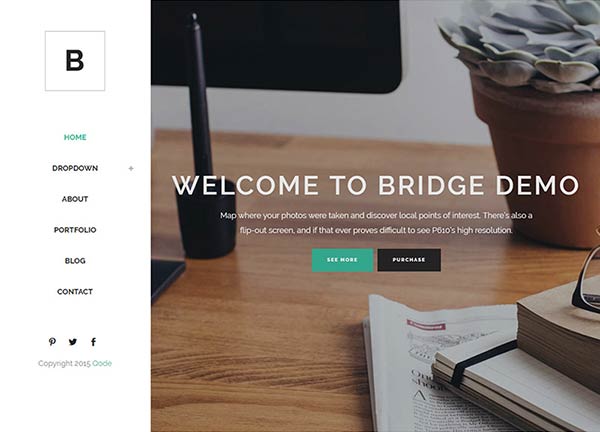 B
HOME
DROPDOWN +
ABOUT
PORTFOLIO
BLOG
CONTACT
Copyright 2015 Qode
WELCOME TO BRIDGE DEMO
Map where your photos were taken and discover local points of interest. There's also a
flip-out screen, and if that ever proves difficult to see P610's high resolution.
SEE MORE
PURCHASE